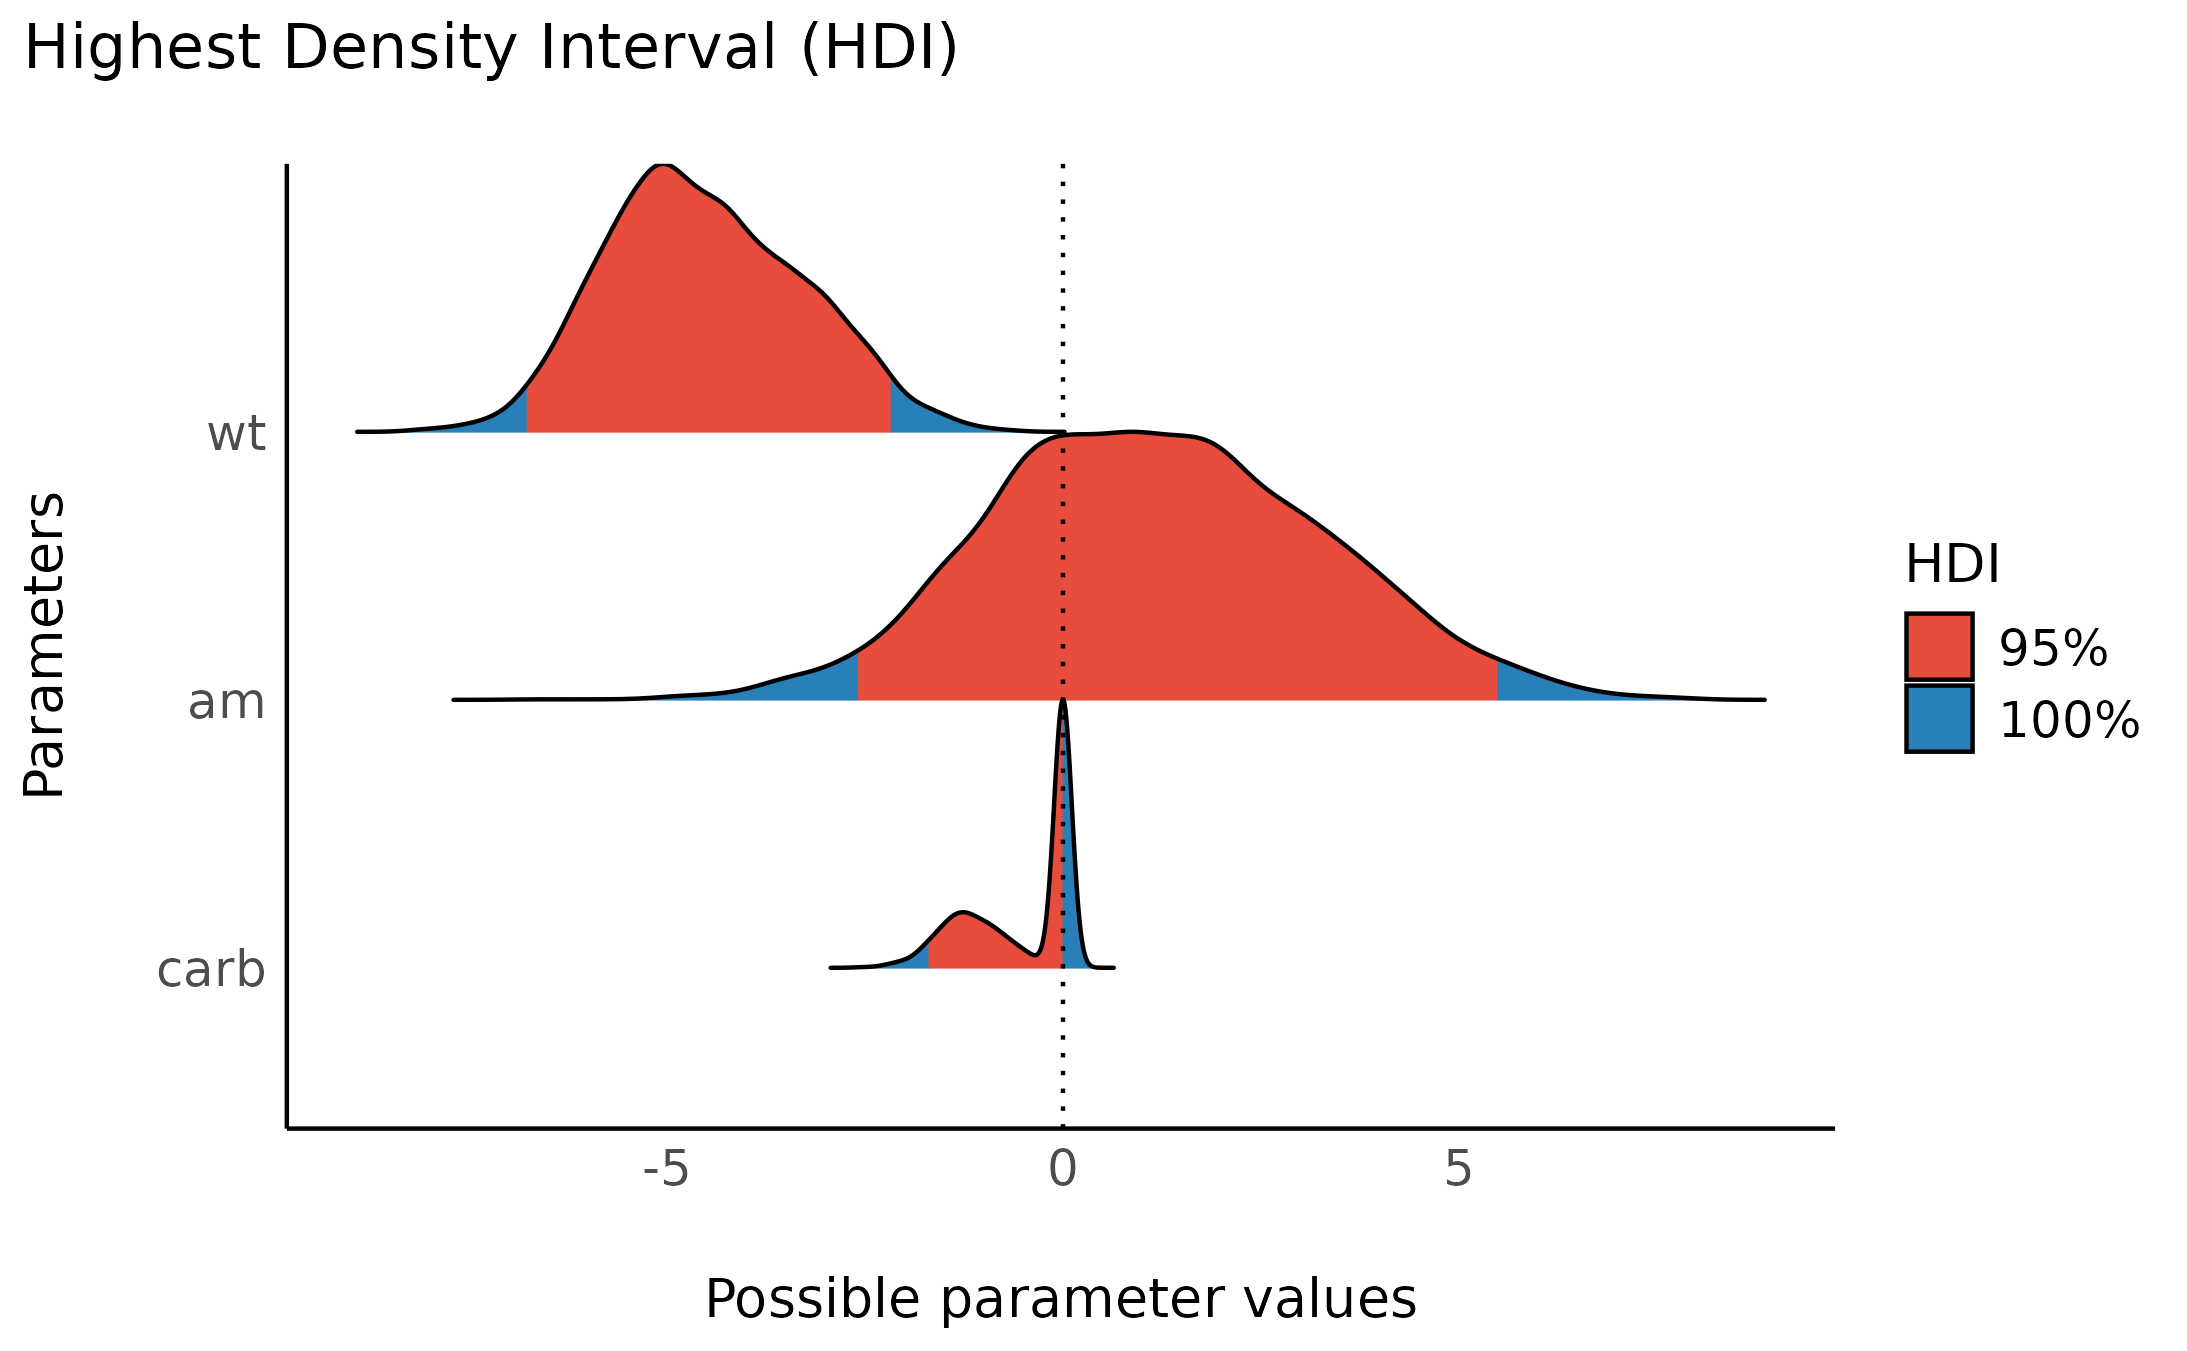 Highest Density Interval (HDI)
Parameters
wt
am
carb
-5 0 5
Possible parameter values
HDI
95%
100%